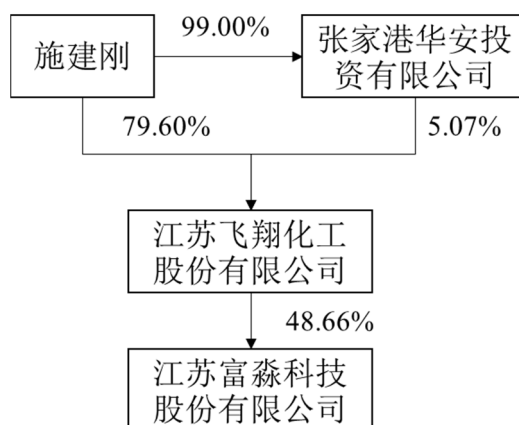 99.00%
施建刚
张家港华安投
资有限公司
79.60%
5.07%
江苏飞翔化工
股份有限公司
48.66%
江苏富淼科技
股份有限公司